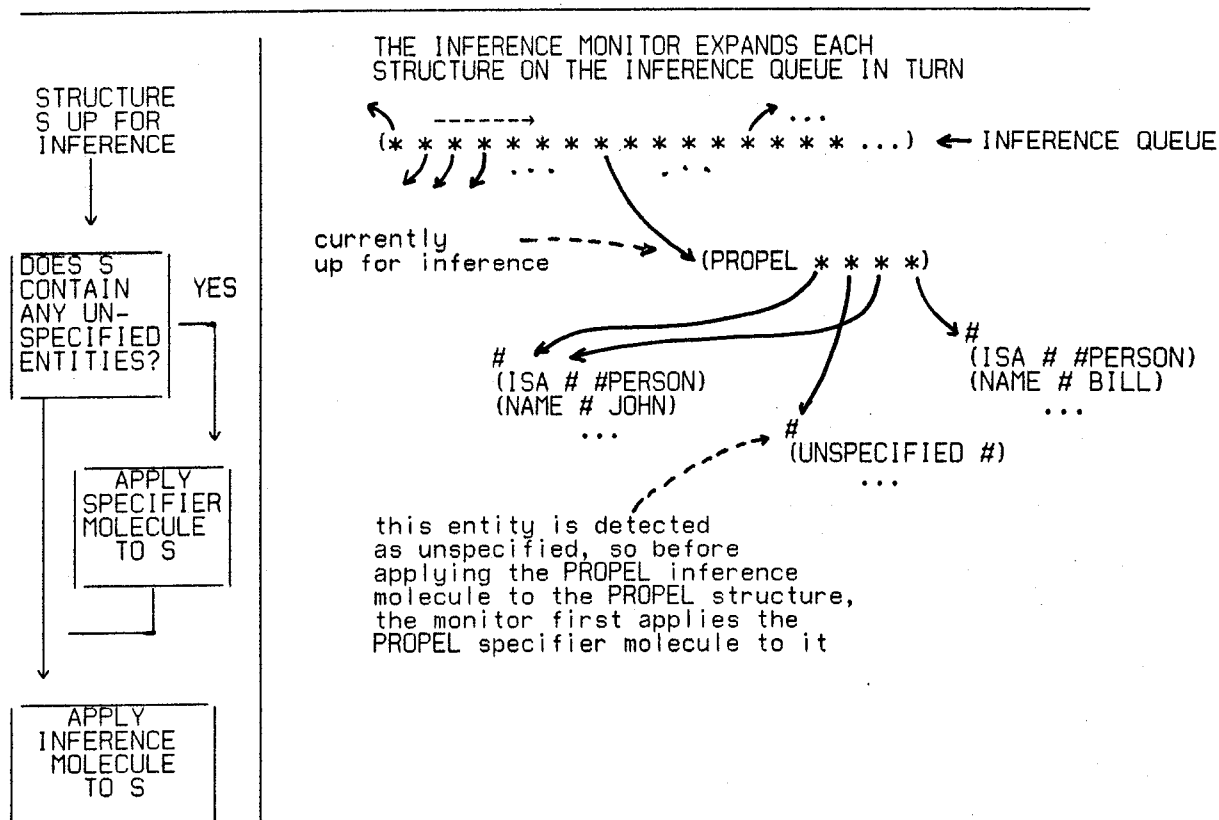 STRUCTURE
S UP FOR
INFERENCE
DOES S
CONTAIN
ANY UN-
SPECIFIED
ENTITIES?
YES
APPLY
SPECIFIER
MOLECULE
TO S
APPLY
INFERENCE
MOLECULE
TO S
THE INFERENCE MONITOR EXPANDS EACH
STRUCTURE ON THE INFERENCE QUEUE IN TURN
...
(* * * * * * * * * * * * * * * * ...) INFERENCE QUEUE
... ...
currently
up for inference
(PROPEL * * * *)
#
(ISA # #PERSON)
(NAME # JOHN)
...
#
(ISA # #PERSON)
(NAME # BILL)
...
#
(UNSPECIFIED #)
...
this entity is detected
as unspecified, so before
applying the PROPEL inference
molecule to the PROPEL structure,
the monitor first applies the
PROPEL specifier molecule to it